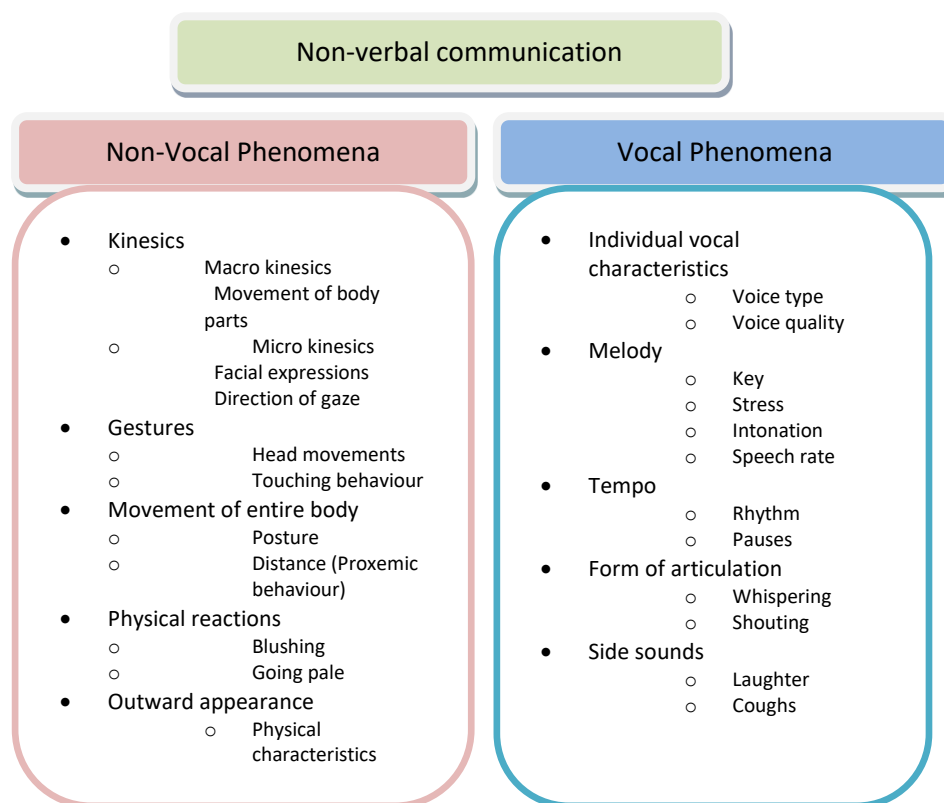 Non-verbal communication
Non-Vocal Phenomena
• Kinesics
o Macro kinesics
Movement of body
parts
o Micro kinesics
Facial expressions
Direction of gaze
• Gestures
o Head movements
o Touching behaviour
• Movement of entire body
o Posture
o Distance (Proxemic
behaviour)
• Physical reactions
o Blushing
o Going pale
• Outward appearance
o Physical
characteristics
Vocal Phenomena
• Individual vocal
characteristics
o Voice type
o Voice quality
• Melody
o Key
o Stress
o Intonation
o Speech rate
• Tempo
o Rhythm
o Pauses
• Form of articulation
o Whispering
o Shouting
• Side sounds
o Laughter
o Coughs